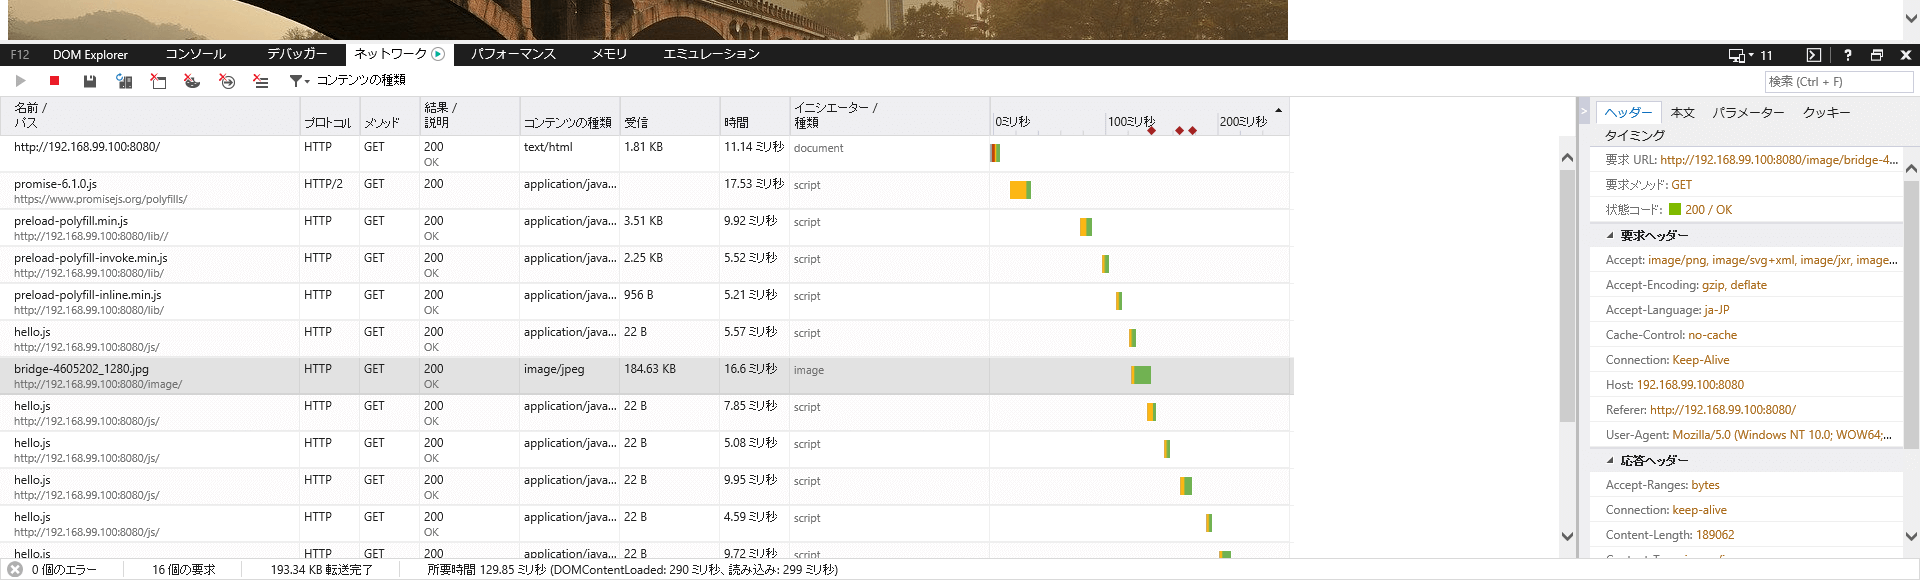 F12 DOM Explorer コンソール デバッガー ネットワーク パフォーマンス メモリ エミュレーション 11 ?
コンテンツの種類 検索 (Ctrl + F)
名前 /
パス
プロトコル
メソッド
結果 /
説明
コンテンツの種類
受信
時間
イニシエーター /
種類
0ミリ秒 100ミリ秒 200ミリ秒
http://192.168.99.100:8080/ HTTP GET 200 text/html 1.81 KB 11.14 ミリ秒 document
OK
promise-6.1.0.js HTTP/2 GET 200 application/java... 17.53 ミリ秒 script
https://www.promisejs.org/polyfills/
preload-polyfill.min.js HTTP GET 200 application/java... 3.51 KB 9.92 ミリ秒 script
http://192.168.99.100:8080/lib// OK
preload-polyfill-invoke.min.js HTTP GET 200 application/java... 2.25 KB 5.52 ミリ秒 script
http://192.168.99.100:8080/lib/ OK
preload-polyfill-inline.min.js HTTP GET 200 application/java... 956 B 5.21 ミリ秒 script
http://192.168.99.100:8080/lib/ OK
hello.js HTTP GET 200 application/java... 22 B 5.57 ミリ秒 script
http://192.168.99.100:8080/js/ OK
bridge-4605202_1280.jpg HTTP GET 200 image/jpeg 184.63 KB 16.6 ミリ秒 image
http://192.168.99.100:8080/image/ OK
hello.js HTTP GET 200 application/java... 22 B 7.85 ミリ秒 script
http://192.168.99.100:8080/js/ OK
hello.js HTTP GET 200 application/java... 22 B 5.08 ミリ秒 script
http://192.168.99.100:8080/js/ OK
hello.js HTTP GET 200 application/java... 22 B 9.95 ミリ秒 script
http://192.168.99.100:8080/js/ OK
hello.js HTTP GET 200 application/java... 22 B 4.59 ミリ秒 script
http://192.168.99.100:8080/js/ OK
hello.js HTTP GET 200 application/java... 22 B 9.72 ミリ秒 script
ヘッダー 本文 パラメーター クッキー
タイミング
要求 URL: http://192.168.99.100:8080/image/bridge-4...
要求メソッド: GET
状態コード: 200 / OK
要求ヘッダー
Accept: image/png, image/svg+xml, image/jxr, image...
Accept-Encoding: gzip, deflate
Accept-Language: ja-JP
Cache-Control: no-cache
Connection: Keep-Alive
Host: 192.168.99.100:8080
Referer: http://192.168.99.100:8080/
User-Agent: Mozilla/5.0 (Windows NT 10.0; WOW64;...
応答ヘッダー
Accept-Ranges: bytes
Connection: keep-alive
Content-Length: 189062
0 個のエラー 16 個の要求 193.34 KB 転送完了 所要時間 129.85 ミリ秒 (DOMContentLoaded: 290 ミリ秒、読み込み: 299 ミリ秒)